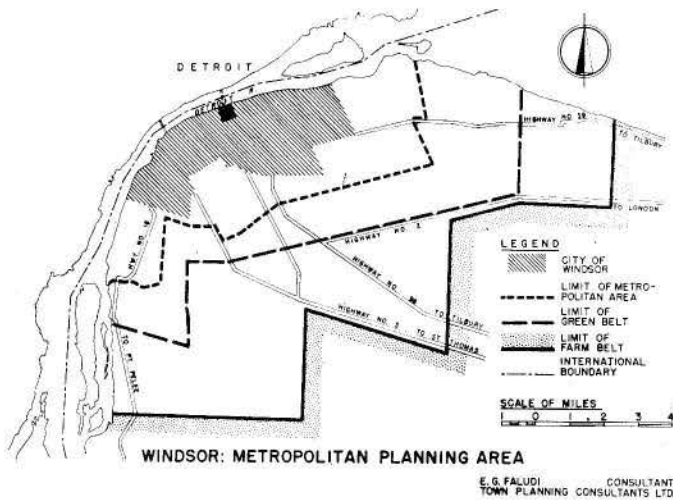 DETROIT
DETROIT R
HIGHWAY NO.
TO TILBURY
TO LONDON
HIGHWAY NO. 2
HWY. NO. 18
HIGHWAY NO.
TO TILBURY
HIGHWAY NO. 3
TO ST. THOMAS
TO PT. PELEE
LEGEND
CITY OF
WINDSOR
LIMIT OF METRO-
POLITAN AREA
LIMIT OF
GREEN BELT
LIMIT OF
FARM BELT
INTERNATIONAL
BOUNDARY
SCALE OF MILES
1 0 1 2 3 4
WINDSOR: METROPOLITAN PLANNING AREA
E.G. FALUDI CONSULTANT
TOWN PLANNING CONSULTANTS LTD